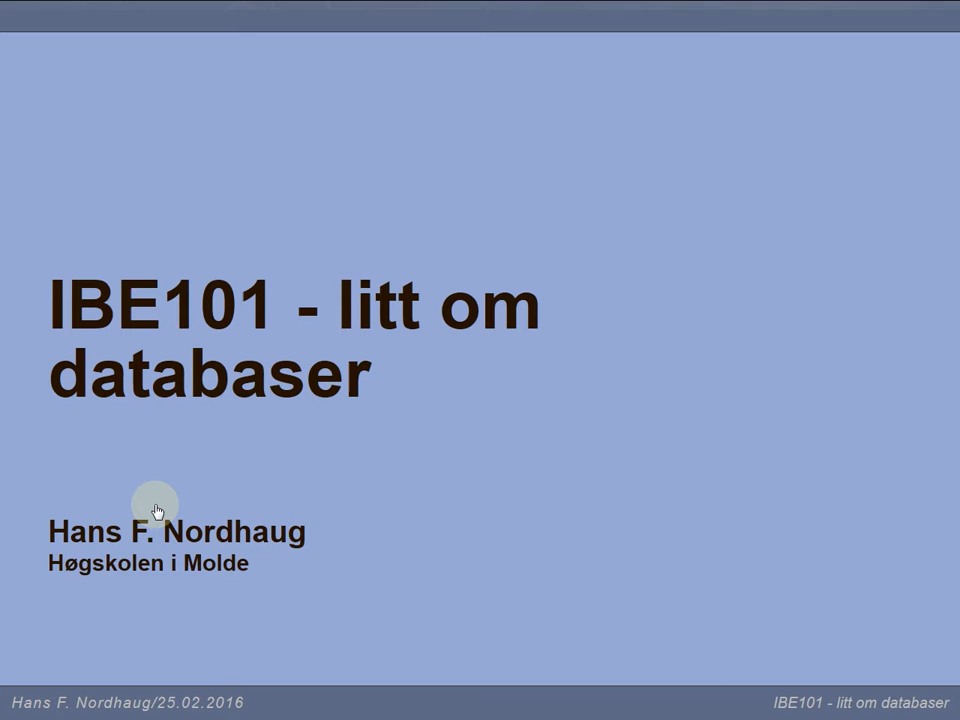 IBE101 - litt om
databaser
Hans F. Nordhaug
Høgskolen i Molde
Hans F. Nordhaug/25.02.2016
IBE101 - litt om databaser